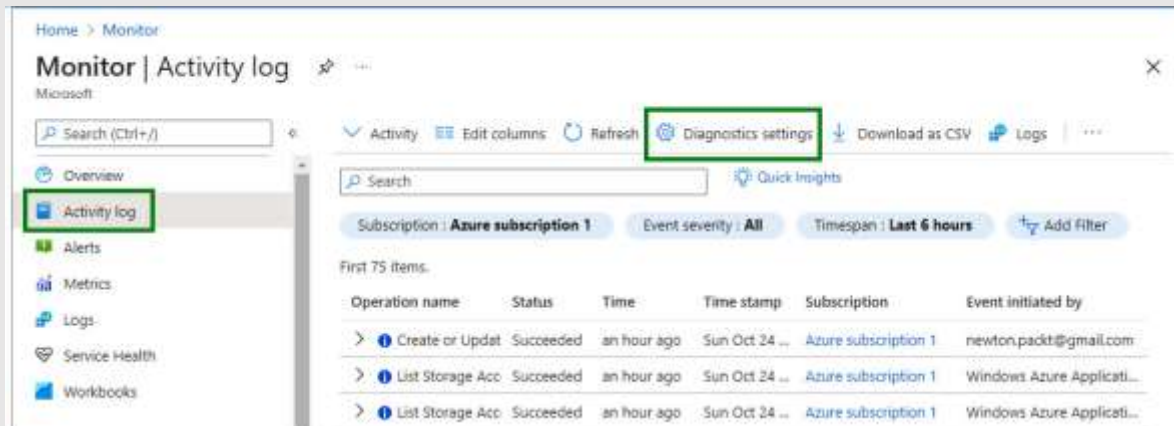 Home > Monitor
Monitor | Activity log
Microsoft
Search (Ctrl+/)
Overview
Activity log
Alerts
Metrics
Logs
Service Health
Workbooks
Activity Edit columns Refresh Diagnostics settings Download as CSV Logs
Search Quick Insights
Subscription : Azure subscription 1 Event severity : All Timespan : Last 6 hours Add Filter
First 75 items.
Operation name Status Time Time stamp Subscription Event initiated by
Create or Updat Succeeded an hour ago Sun Oct 24 ... Azure subscription 1 newton.packt@gmail.com
List Storage Acc Succeeded an hour ago Sun Oct 24 ... Azure subscription 1 Windows Azure Applicati...
List Storage Acc Succeeded an hour ago Sun Oct 24 ... Azure subscription 1 Windows Azure Applicati...